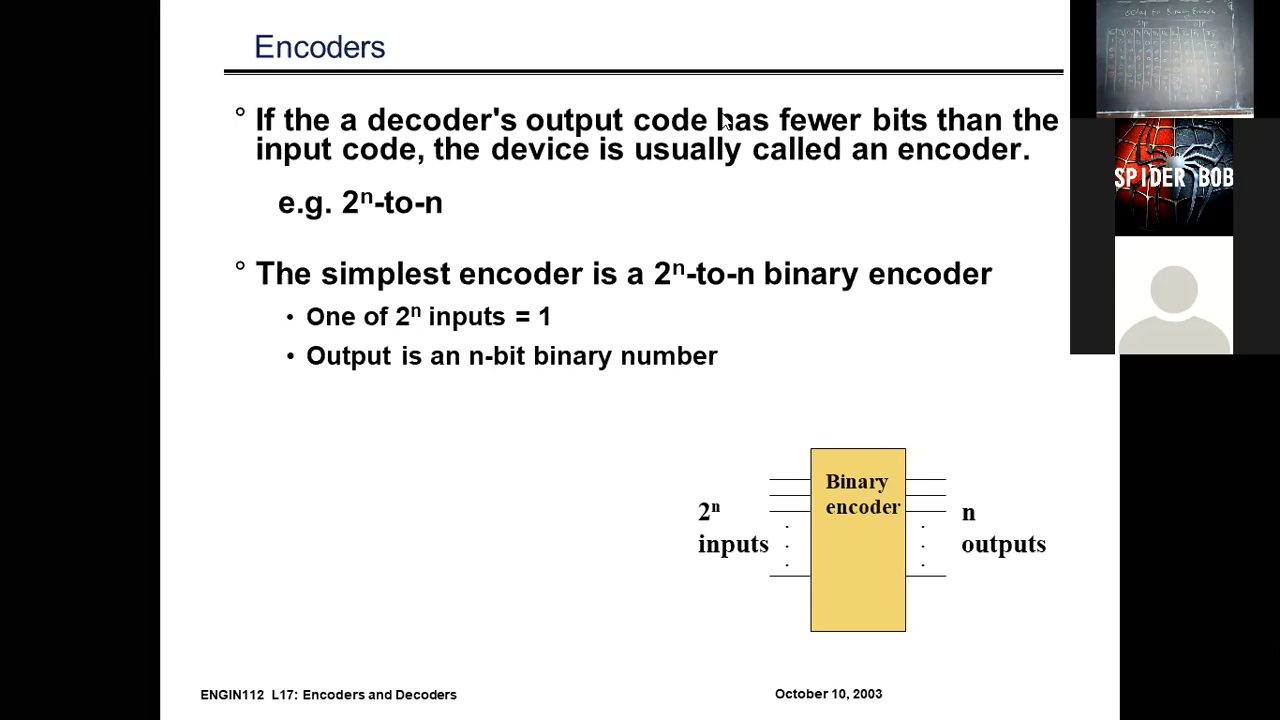 Encoders
° If the a decoder's output code has fewer bits than the
input code, the device is usually called an encoder.
e.g. 2ⁿ-to-n
° The simplest encoder is a 2ⁿ-to-n binary encoder
• One of 2ⁿ inputs = 1
• Output is an n-bit binary number
Binary
encoder
2ⁿ
inputs
n
outputs
ENGIN112 L17: Encoders and Decoders
October 10, 2003
SPIDER BOB